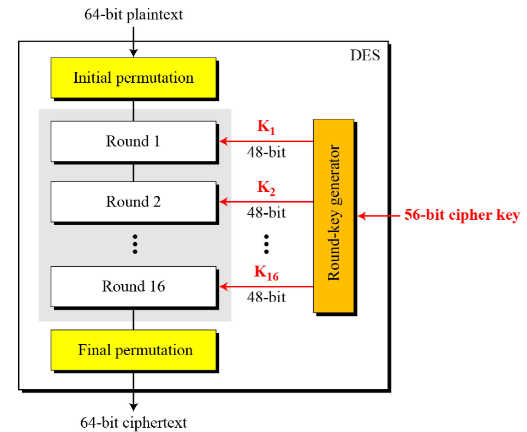 64-bit plaintext
DES
Initial permutation
Round 1
K1
48-bit
Round 2
K2
48-bit
Round-key generator
56-bit cipher key
Round 16
K16
48-bit
Final permutation
64-bit ciphertext